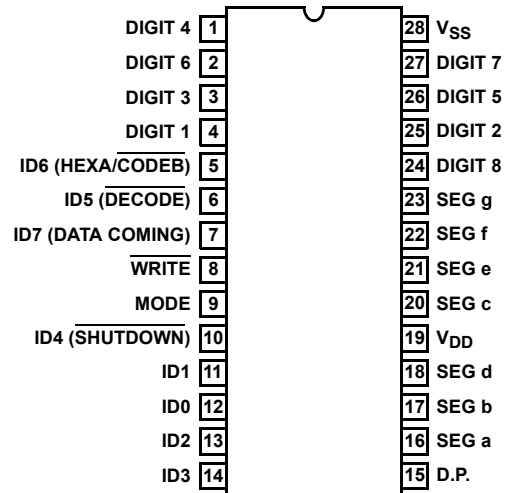 DIGIT 4 1 28 VSS
DIGIT 6 2 27 DIGIT 7
DIGIT 3 3 26 DIGIT 5
DIGIT 1 4 25 DIGIT 2
ID6 (HEXA/CODEB) 5 24 DIGIT 8
ID5 (DECODE) 6 23 SEG g
ID7 (DATA COMING) 7 22 SEG f
WRITE 8 21 SEG e
MODE 9 20 SEG c
ID4 (SHUTDOWN) 10 19 VDD
ID1 11 18 SEG d
ID0 12 17 SEG b
ID2 13 16 SEG a
ID3 14 15 D.P.